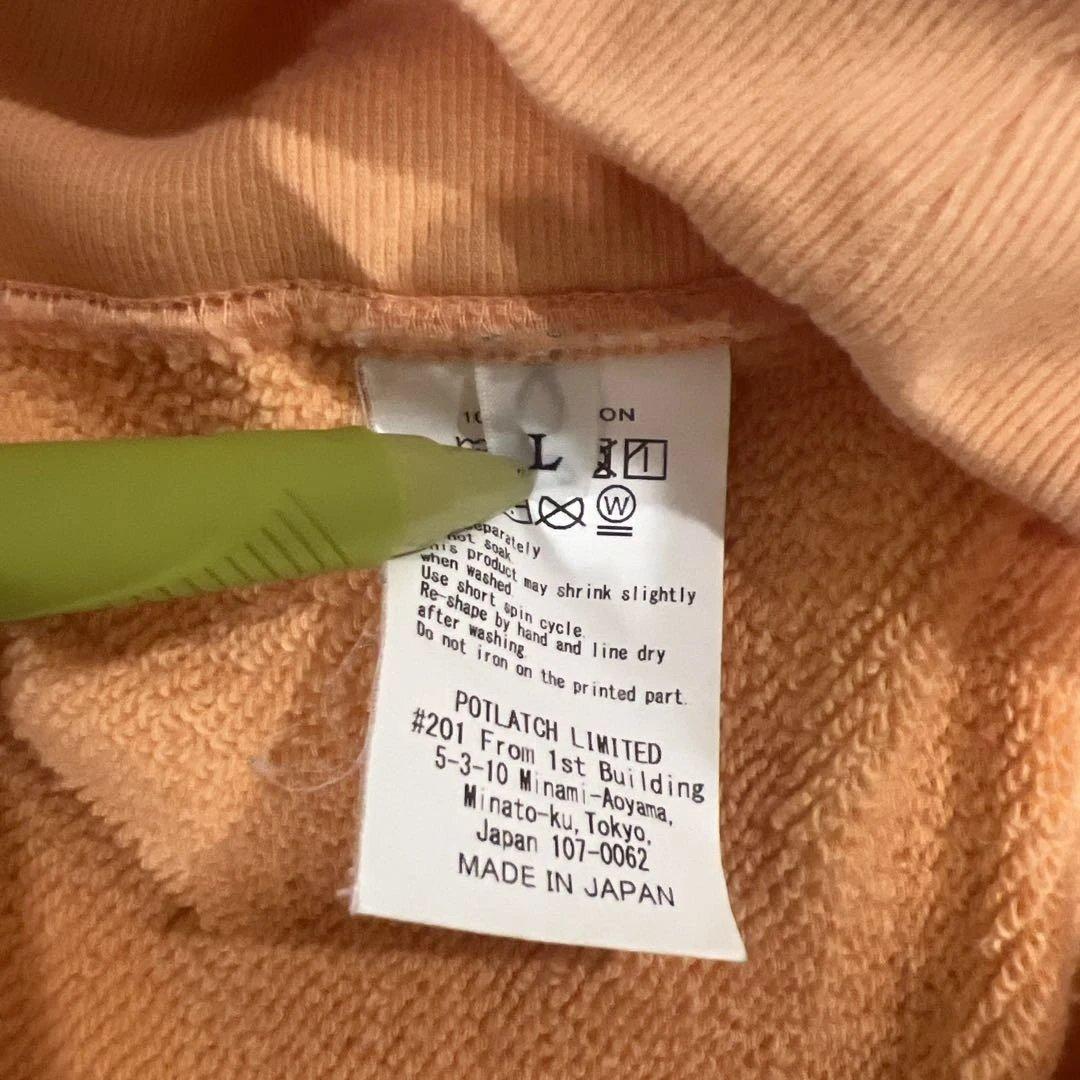 ON
L
W
separately
not soak.
this product may shrink slightly
when washed.
Use short spin cycle.
Re-shape by hand and line dry
after washing.
Do not iron on the printed part.
POTLATCH LIMITED
#201 From 1st Building
5-3-10 Minami-Aoyama,
Minato-ku, Tokyo,
Japan 107-0062
MADE IN JAPAN